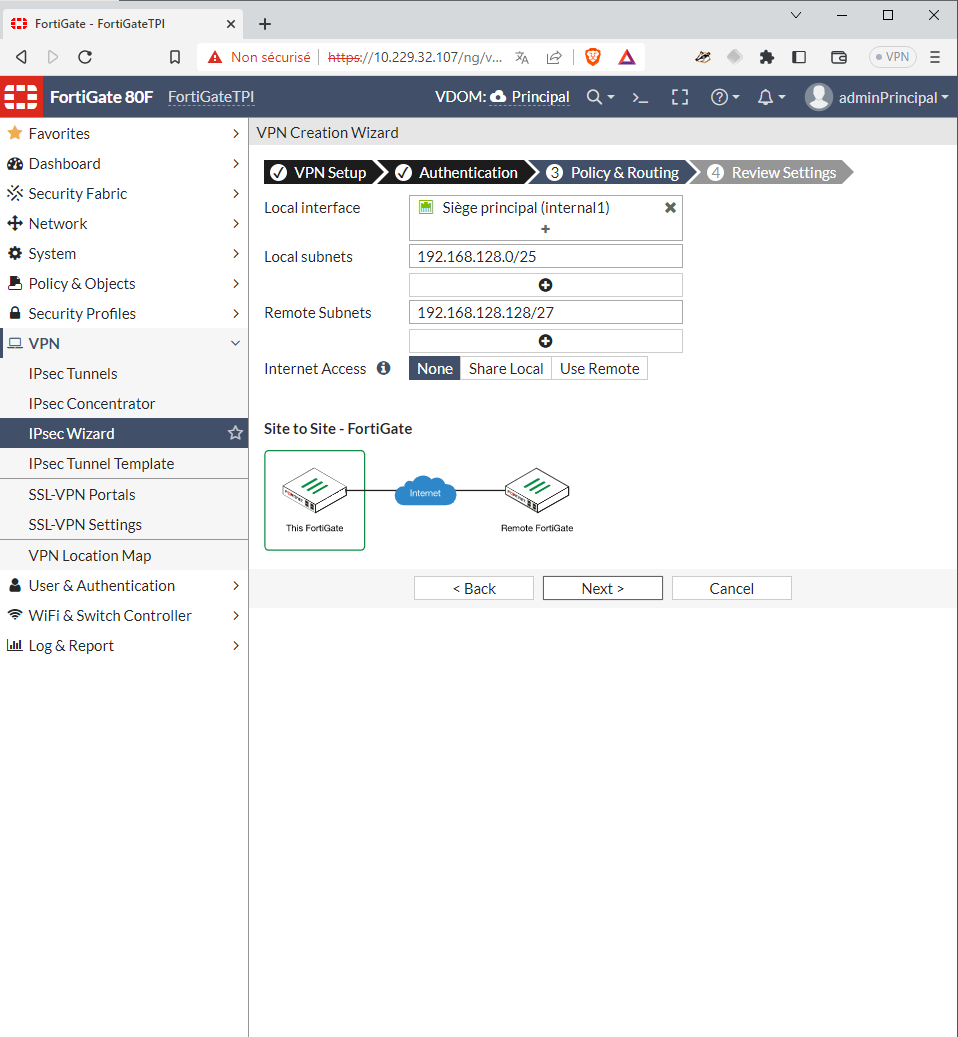 FortiGate - FortiGateTPI
Non sécurisé https://10.229.32.107/ng/v... VPN
FortiGate 80F FortiGateTPI VDOM: Principal adminPrincipal
Favorites
Dashboard
Security Fabric
Network
System
Policy & Objects
Security Profiles
VPN
IPsec Tunnels
IPsec Concentrator
IPsec Wizard
IPsec Tunnel Template
SSL-VPN Portals
SSL-VPN Settings
VPN Location Map
User & Authentication
WiFi & Switch Controller
Log & Report
VPN Creation Wizard
VPN Setup Authentication 3 Policy & Routing 4 Review Settings
Local interface Siège principal (internal1)
Local subnets 192.168.128.0/25
Remote Subnets 192.168.128.128/27
Internet Access None Share Local Use Remote
Site to Site - FortiGate
Internet
This FortiGate Remote FortiGate
< Back Next > Cancel